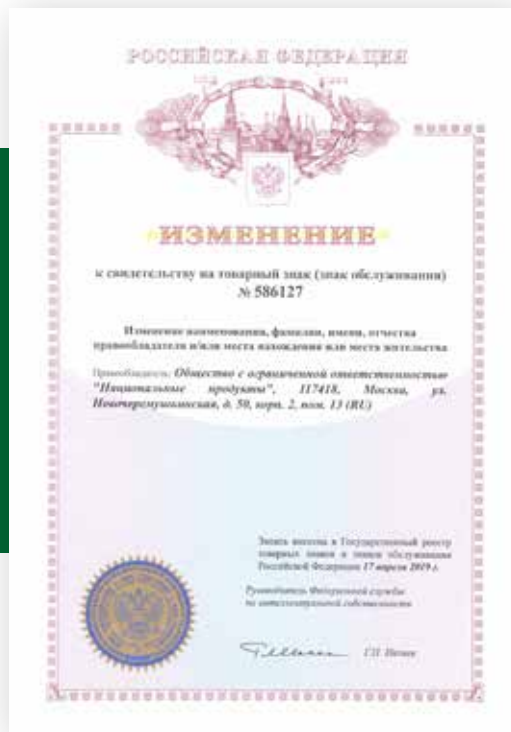 РОССИЙСКАЯ ФЕДЕРАЦИЯ
ИЗМЕНЕНИЕ
к свидетельству на товарный знак (знак обслуживания)
№ 586127
Изменение наименования, фамилии, имени, отчества
правообладателя и/или места нахождения или места жительства
Правообладатель: Общество с ограниченной ответственностью
"Национальные продукты", 117418, Москва, ул.
Новочеремушкинская, д. 50, корп. 2, пом. 13 (RU)
Запись внесена в Государственный реестр
товарных знаков и знаков обслуживания
Российской Федерации 17 апреля 2019 г.
Руководитель Федеральной службы
по интеллектуальной собственности
Г.П. Ивлиев